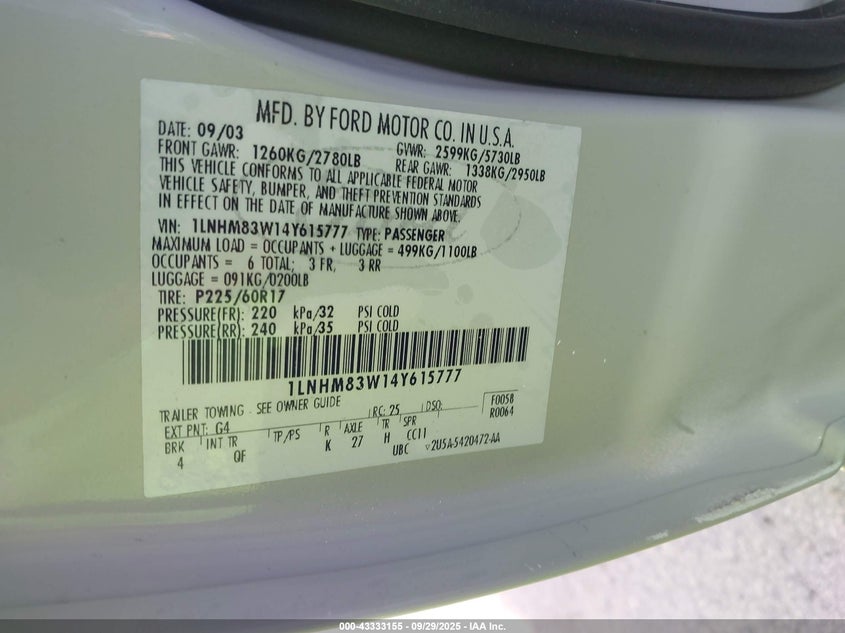 MFD. BY FORD MOTOR CO. IN U.S.A.
DATE: 09/03 GVWR: 2599KG/5730LB
FRONT GAWR: 1260KG/2780LB REAR GAWR: 1338KG/2950LB
THIS VEHICLE CONFORMS TO ALL APPLICABLE FEDERAL MOTOR
VEHICLE SAFETY, BUMPER, AND THEFT PREVENTION STANDARDS
IN EFFECT ON THE DATE OF MANUFACTURE SHOWN ABOVE.
VIN: 1LNHM83W14Y615777 TYPE: PASSENGER
MAXIMUM LOAD = OCCUPANTS + LUGGAGE = 499KG/1100LB
OCCUPANTS = 6 TOTAL; 3 FR, 3 RR
LUGGAGE = 091KG/0200LB
TIRE: P225/60R17
PRESSURE(FR): 220 kPa/32 PSI COLD
PRESSURE(RR): 240 kPa/35 PSI COLD
1LNHM83W14Y615777
TRAILER TOWING - SEE OWNER GUIDE RC: 25 DSO: F0058
EXT PNT: G4 R0064
BRK INT TR TP/PS R AXLE TR SPR
4 QF K 27 H CC11
UBC ▽2U5A-5420472-AA
000-43333155 - 09/29/2025 - IAA Inc.